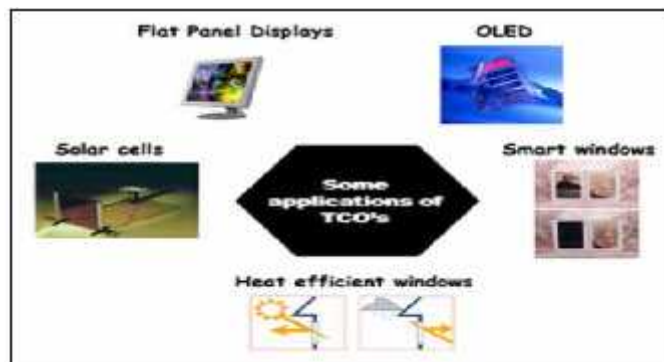 Flat Panel Displays
OLED
Solar cells
Smart windows
Some
applications of
TCO's
Heat efficient windows